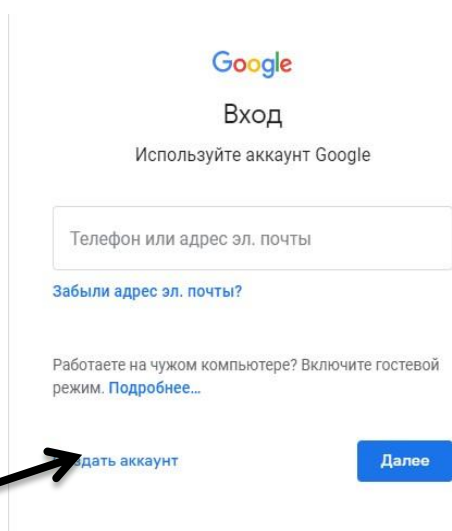 Google
Вход
Используйте аккаунт Google
Телефон или адрес эл. почты
Забыли адрес эл. почты?
Работаете на чужом компьютере? Включите гостевой
режим. Подробнее...
аккаунт
Далее